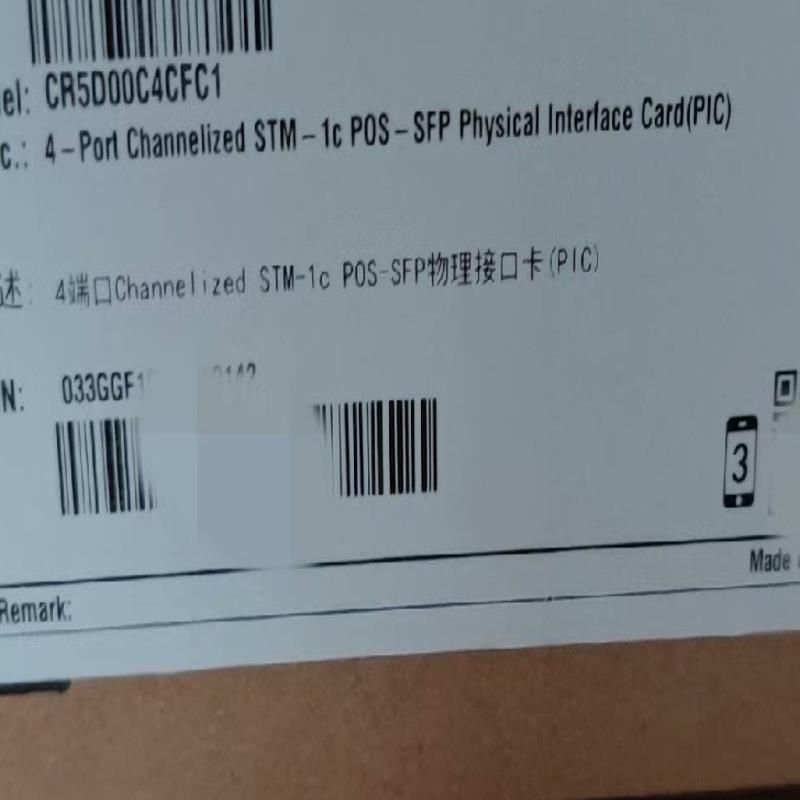 el: CR5D00C4CFC1
c.: 4-Port Channelized STM-1c POS-SFP Physical Interface Card(PIC)
述: 4端口Channelized STM-1c POS-SFP物理接口卡(PIC)
N: 033GGF1
3
Made
Remark: